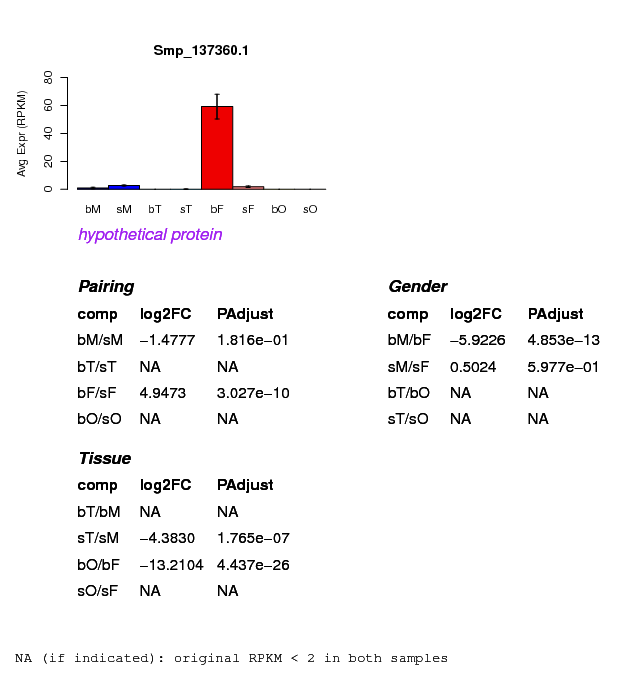 Smp_137360.1
Avg Expr (RPKM)
80
60
40
20
0
bM sM bT sT bF sF bO sO
hypothetical protein
Pairing
comp log2FC PAdjust
bM/sM −1.4777 1.816e−01
bT/sT NA NA
bF/sF 4.9473 3.027e−10
bO/sO NA NA
Gender
comp log2FC PAdjust
bM/bF −5.9226 4.853e−13
sM/sF 0.5024 5.977e−01
bT/bO NA NA
sT/sO NA NA
Tissue
comp log2FC PAdjust
bT/bM NA NA
sT/sM −4.3830 1.765e−07
bO/bF −13.2104 4.437e−26
sO/sF NA NA
NA (if indicated): original RPKM < 2 in both samples